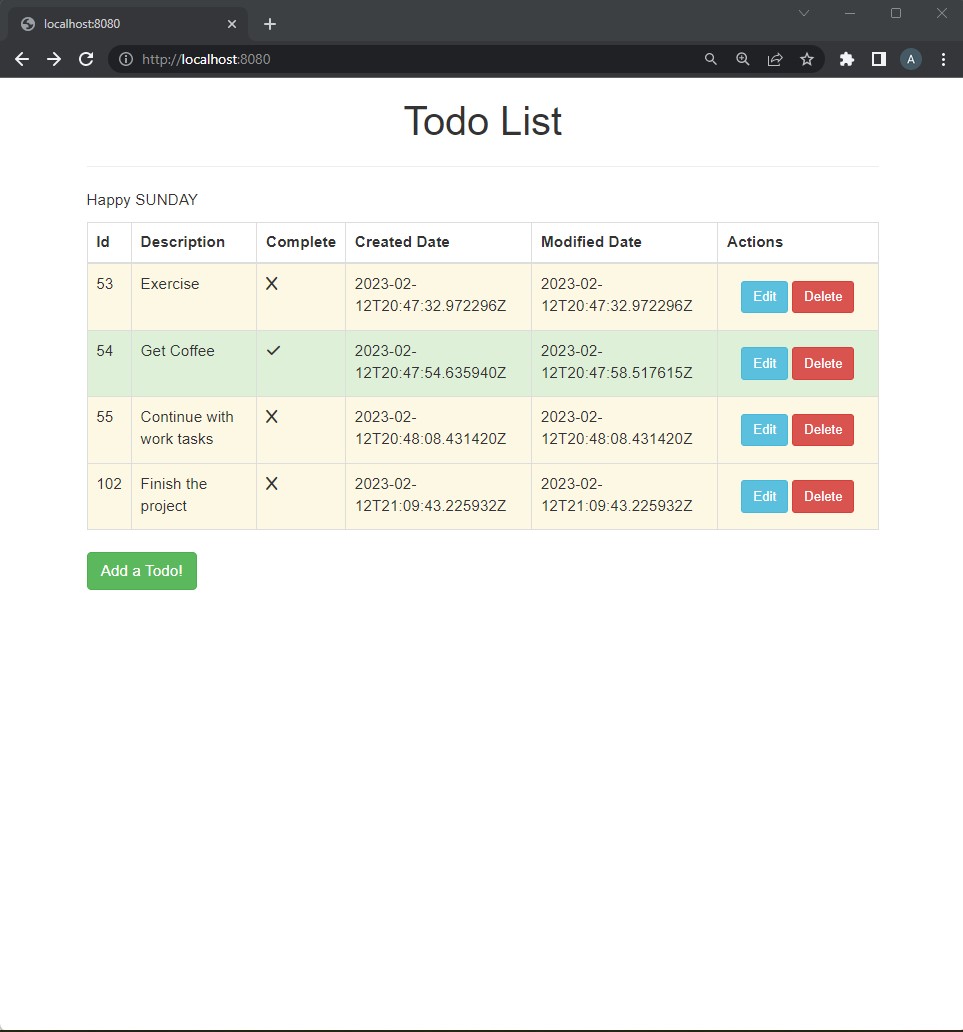 localhost:8080
http://localhost:8080
A
Todo List
Happy SUNDAY
Id Description Complete Created Date Modified Date Actions
53 Exercise 2023-02- 2023-02- Edit Delete
12T20:47:32.972296Z 12T20:47:32.972296Z
54 Get Coffee 2023-02- 2023-02- Edit Delete
12T20:47:54.635940Z 12T20:47:58.517615Z
55 Continue with 2023-02- 2023-02- Edit Delete
work tasks 12T20:48:08.431420Z 12T20:48:08.431420Z
102 Finish the 2023-02- 2023-02- Edit Delete
project 12T21:09:43.225932Z 12T21:09:43.225932Z
Add a Todo!